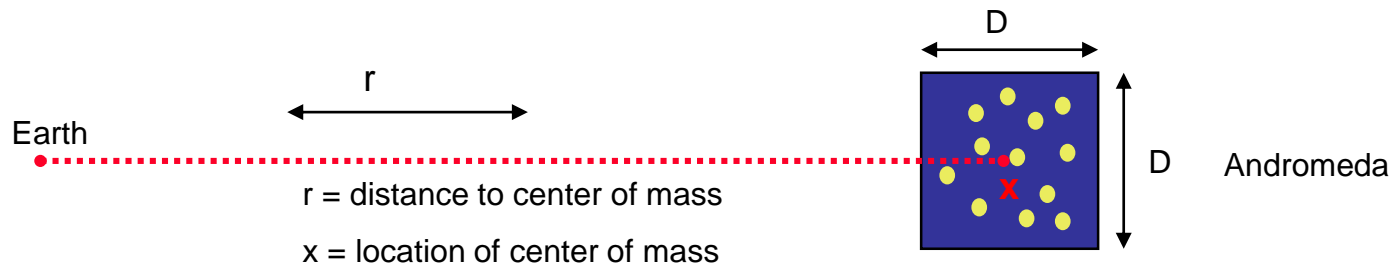 D
r
Earth
D
Andromeda
r = distance to center of mass
x
x = location of center of mass